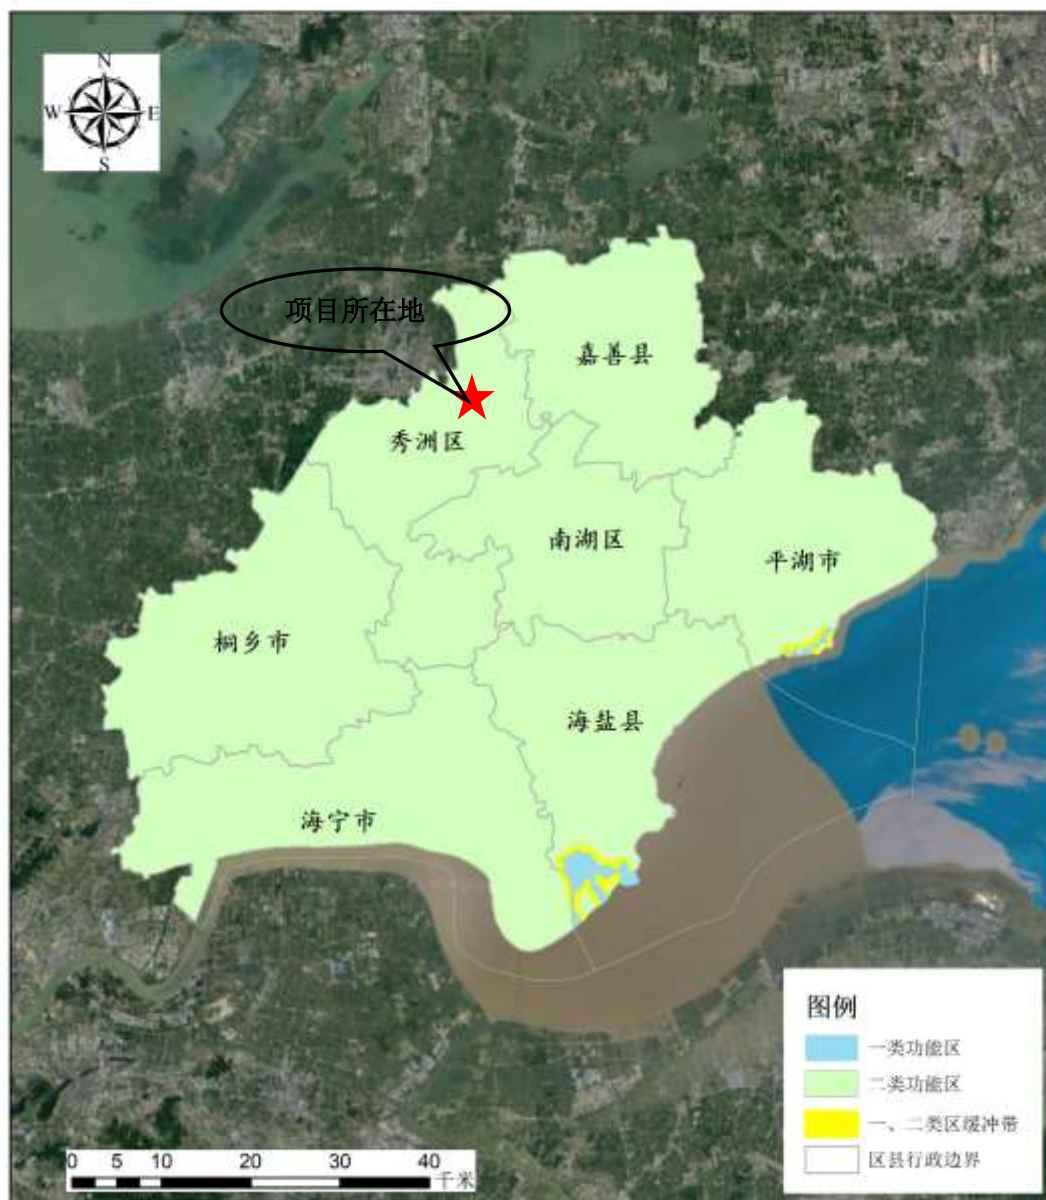 N
W E
S
项目所在地
嘉善县
秀洲区
南湖区
平湖市
桐乡市
海盐县
海宁市
图例
一类功能区
二类功能区
一、二类区缓冲带
区县行政边界
0 5 10 20 30 40
千米